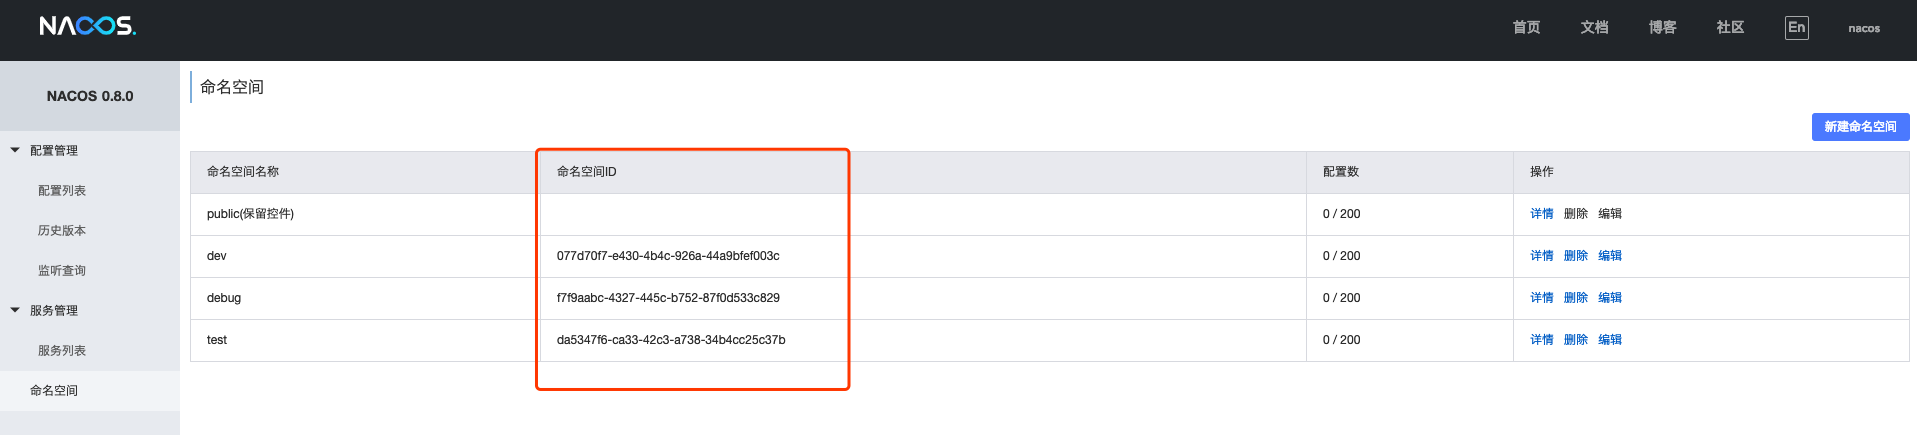 NACOS.
首页 文档 博客 社区 En nacos
NACOS 0.8.0
配置管理
配置列表
历史版本
监听查询
服务管理
服务列表
命名空间
命名空间
新建命名空间
命名空间名称 命名空间ID 配置数 操作
public(保留控件) 0 / 200 详情 删除 编辑
dev 077d70f7-e430-4b4c-926a-44a9bfef003c 0 / 200 详情 删除 编辑
debug f7f9aabc-4327-445c-b752-87f0d533c829 0 / 200 详情 删除 编辑
test da5347f6-ca33-42c3-a738-34b4cc25c37b 0 / 200 详情 删除 编辑